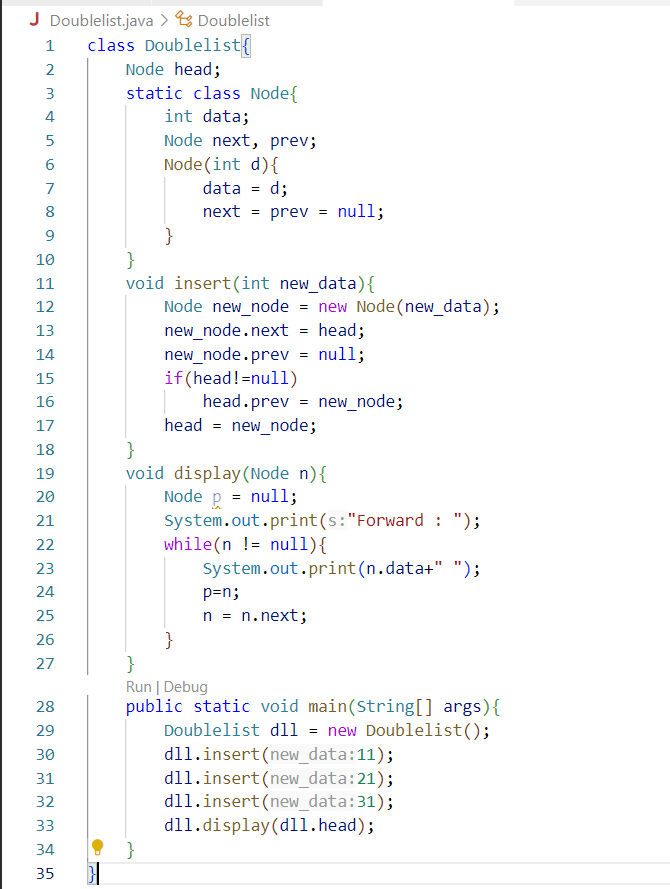 J Doublelist.java > Doublelist
1 class Doublelist{
2     Node head;
3     static class Node{
4         int data;
5         Node next, prev;
6         Node(int d){
7             data = d;
8             next = prev = null;
9         }
10     }
11     void insert(int new_data){
12         Node new_node = new Node(new_data);
13         new_node.next = head;
14         new_node.prev = null;
15         if(head!=null)
16             head.prev = new_node;
17         head = new_node;
18     }
19     void display(Node n){
20         Node p = null;
21         System.out.print(s:"Forward : ");
22         while(n != null){
23             System.out.print(n.data+" ");
24             p=n;
25             n = n.next;
26         }
27     }
Run | Debug
28     public static void main(String[] args){
29         Doublelist dll = new Doublelist();
30         dll.insert(new_data:11);
31         dll.insert(new_data:21);
32         dll.insert(new_data:31);
33         dll.display(dll.head);
34     }
35 }